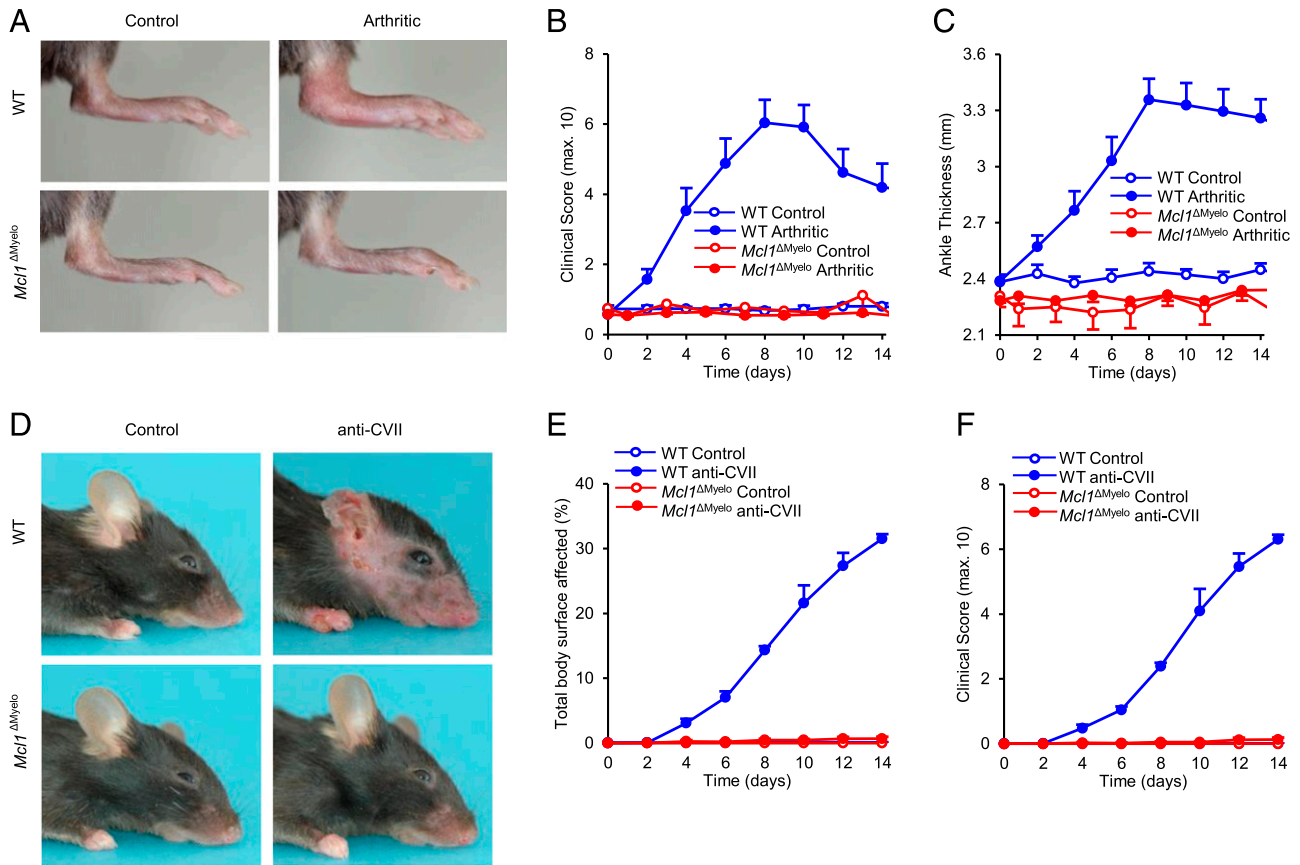 A
Control
Arthritic
WT
Mcl1 ΔMyelo
B
Clinical Score (max. 10)
8
6
4
2
0
WT Control
WT Arthritic
Mcl1ΔMyelo Control
Mcl1ΔMyelo Arthritic
0 2 4 6 8 10 12 14
Time (days)
C
Ankle Thickness (mm)
3.6
3.3
3.0
2.7
2.4
2.1
WT Control
WT Arthritic
Mcl1ΔMyelo Control
Mcl1ΔMyelo Arthritic
0 2 4 6 8 10 12 14
Time (days)
D
Control
anti-CVII
WT
Mcl1 ΔMyelo
E
WT Control
WT anti-CVII
Mcl1ΔMyelo Control
Mcl1ΔMyelo anti-CVII
Total body surface affected (%)
40
30
20
10
0
0 2 4 6 8 10 12 14
Time (days)
F
WT Control
WT anti-CVII
Mcl1ΔMyelo Control
Mcl1ΔMyelo anti-CVII
Clinical Score (max. 10)
8
6
4
2
0
0 2 4 6 8 10 12 14
Time (days)